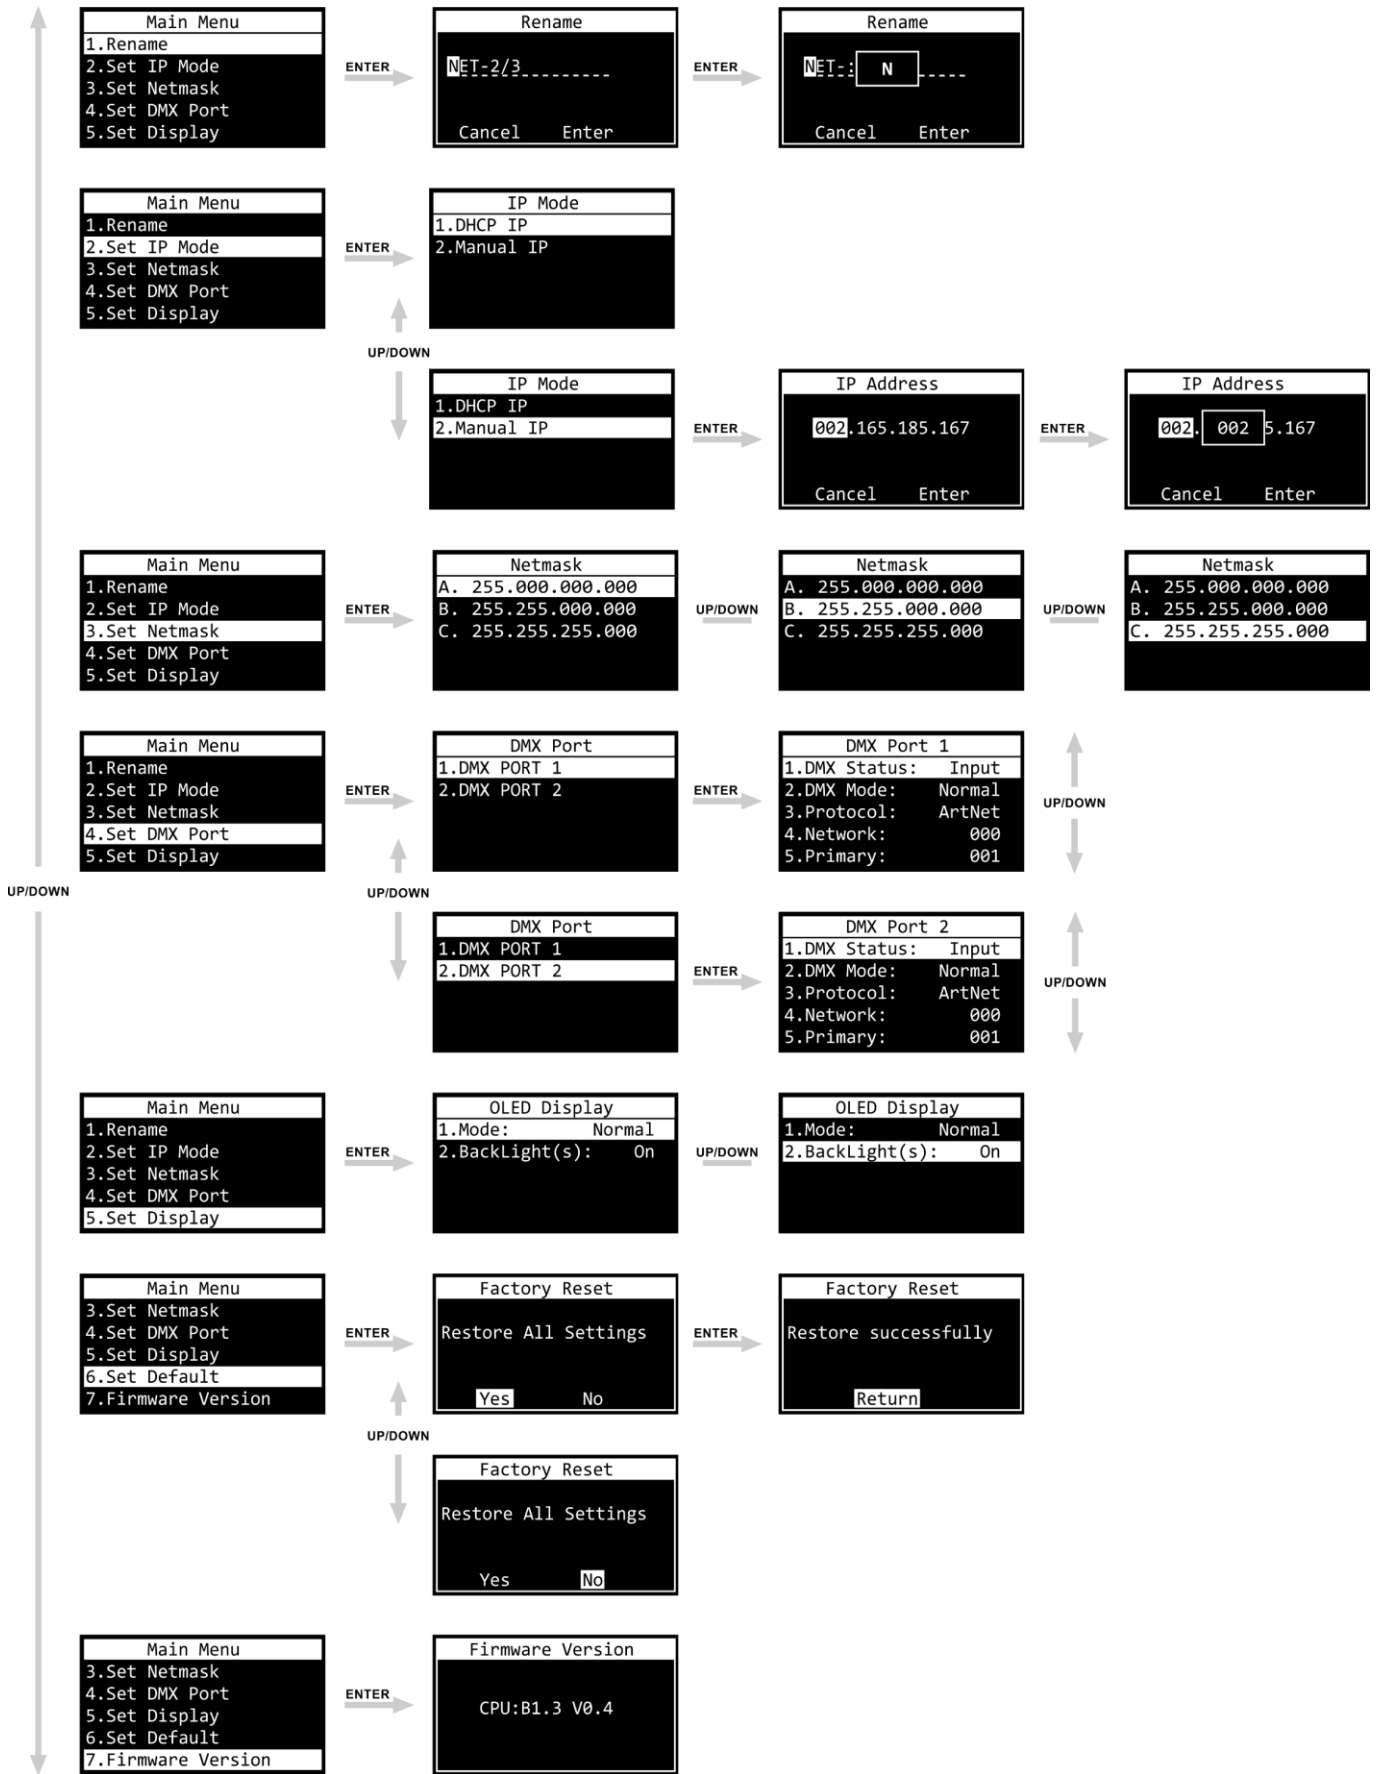 Main Menu
1.Rename
2.Set IP Mode
3.Set Netmask
4.Set DMX Port
5.Set Display
ENTER
Rename
NET-2/3
Cancel Enter
ENTER
Rename
NET-: N
Cancel Enter
Main Menu
1.Rename
2.Set IP Mode
3.Set Netmask
4.Set DMX Port
5.Set Display
ENTER
IP Mode
1.DHCP IP
2.Manual IP
UP/DOWN
IP Mode
1.DHCP IP
2.Manual IP
ENTER
IP Address
002.165.185.167
Cancel Enter
ENTER
IP Address
002. 002 5.167
Cancel Enter
Main Menu
1.Rename
2.Set IP Mode
3.Set Netmask
4.Set DMX Port
5.Set Display
ENTER
Netmask
A. 255.000.000.000
B. 255.255.000.000
C. 255.255.255.000
UP/DOWN
Netmask
A. 255.000.000.000
B. 255.255.000.000
C. 255.255.255.000
UP/DOWN
Netmask
A. 255.000.000.000
B. 255.255.000.000
C. 255.255.255.000
Main Menu
1.Rename
2.Set IP Mode
3.Set Netmask
4.Set DMX Port
5.Set Display
ENTER
DMX Port
1.DMX PORT 1
2.DMX PORT 2
ENTER
DMX Port 1
1.DMX Status: Input
2.DMX Mode: Normal
3.Protocol: ArtNet
4.Network: 000
5.Primary: 001
UP/DOWN
UP/DOWN
UP/DOWN
DMX Port
1.DMX PORT 1
2.DMX PORT 2
ENTER
DMX Port 2
1.DMX Status: Input
2.DMX Mode: Normal
3.Protocol: ArtNet
4.Network: 000
5.Primary: 001
UP/DOWN
Main Menu
1.Rename
2.Set IP Mode
3.Set Netmask
4.Set DMX Port
5.Set Display
ENTER
OLED Display
1.Mode: Normal
2.BackLight(s): On
UP/DOWN
OLED Display
1.Mode: Normal
2.BackLight(s): On
Main Menu
3.Set Netmask
4.Set DMX Port
5.Set Display
6.Set Default
7.Firmware Version
ENTER
Factory Reset
Restore All Settings
Yes No
ENTER
Factory Reset
Restore successfully
Return
UP/DOWN
Factory Reset
Restore All Settings
Yes No
Main Menu
3.Set Netmask
4.Set DMX Port
5.Set Display
6.Set Default
7.Firmware Version
ENTER
Firmware Version
CPU:B1.3 V0.4